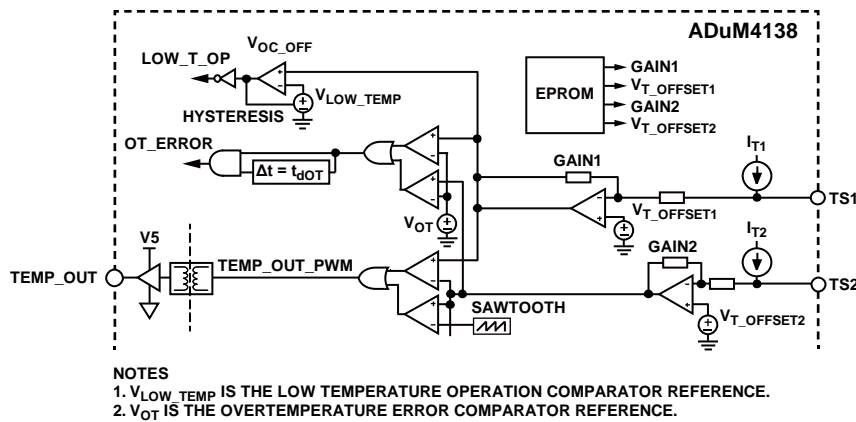 ADuM4138
V_OC_OFF
LOW_T_OP
V_LOW_TEMP
HYSTERESIS
EPROM
GAIN1
V_T_OFFSET1
GAIN2
V_T_OFFSET2
OT_ERROR
Δt = t_dOT
V_OT
GAIN1
I_T1
V_T_OFFSET1
TS1
I_T2
GAIN2
TS2
V_T_OFFSET2
V5
TEMP_OUT
TEMP_OUT_PWM
SAWTOOTH
+
−
NOTES
1. V_LOW_TEMP IS THE LOW TEMPERATURE OPERATION COMPARATOR REFERENCE.
2. V_OT IS THE OVERTEMPERATURE ERROR COMPARATOR REFERENCE.